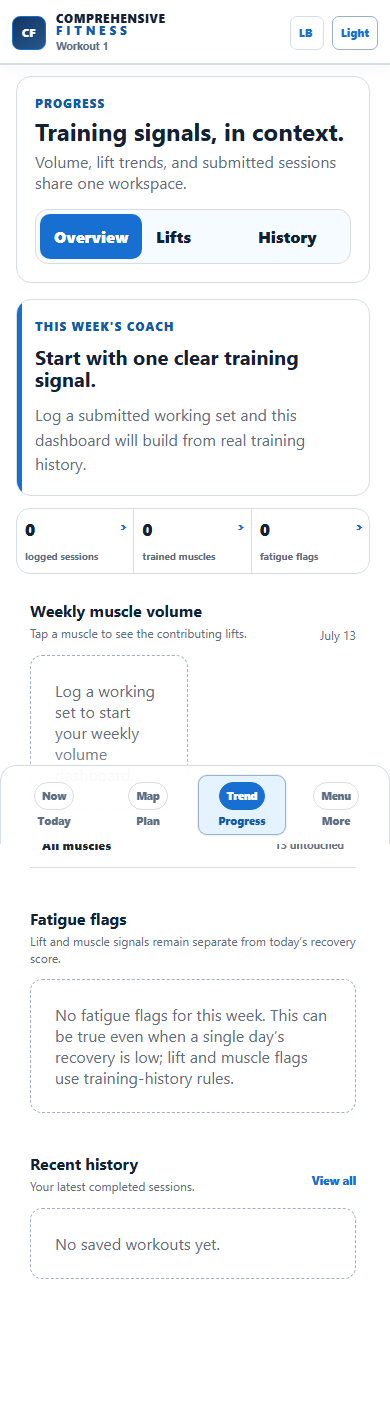 CF
COMPREHENSIVE
FITNESS
Workout 1
LB
Light
PROGRESS
Training signals, in context.
Volume, lift trends, and submitted sessions
share one workspace.
Overview
Lifts
History
THIS WEEK'S COACH
Start with one clear training
signal.
Log a submitted working set and this
dashboard will build from real training
history.
0
logged sessions
0
trained muscles
0
fatigue flags
Weekly muscle volume
Tap a muscle to see the contributing lifts.
July 13
Log a working
set to start
your weekly
volume
dashboard
Now
Today
Map
Plan
Trend
Progress
Menu
More
All muscles
13 untouched
Fatigue flags
Lift and muscle signals remain separate from today's recovery
score.
No fatigue flags for this week. This can
be true even when a single day's
recovery is low; lift and muscle flags
use training-history rules.
Recent history
Your latest completed sessions.
View all
No saved workouts yet.